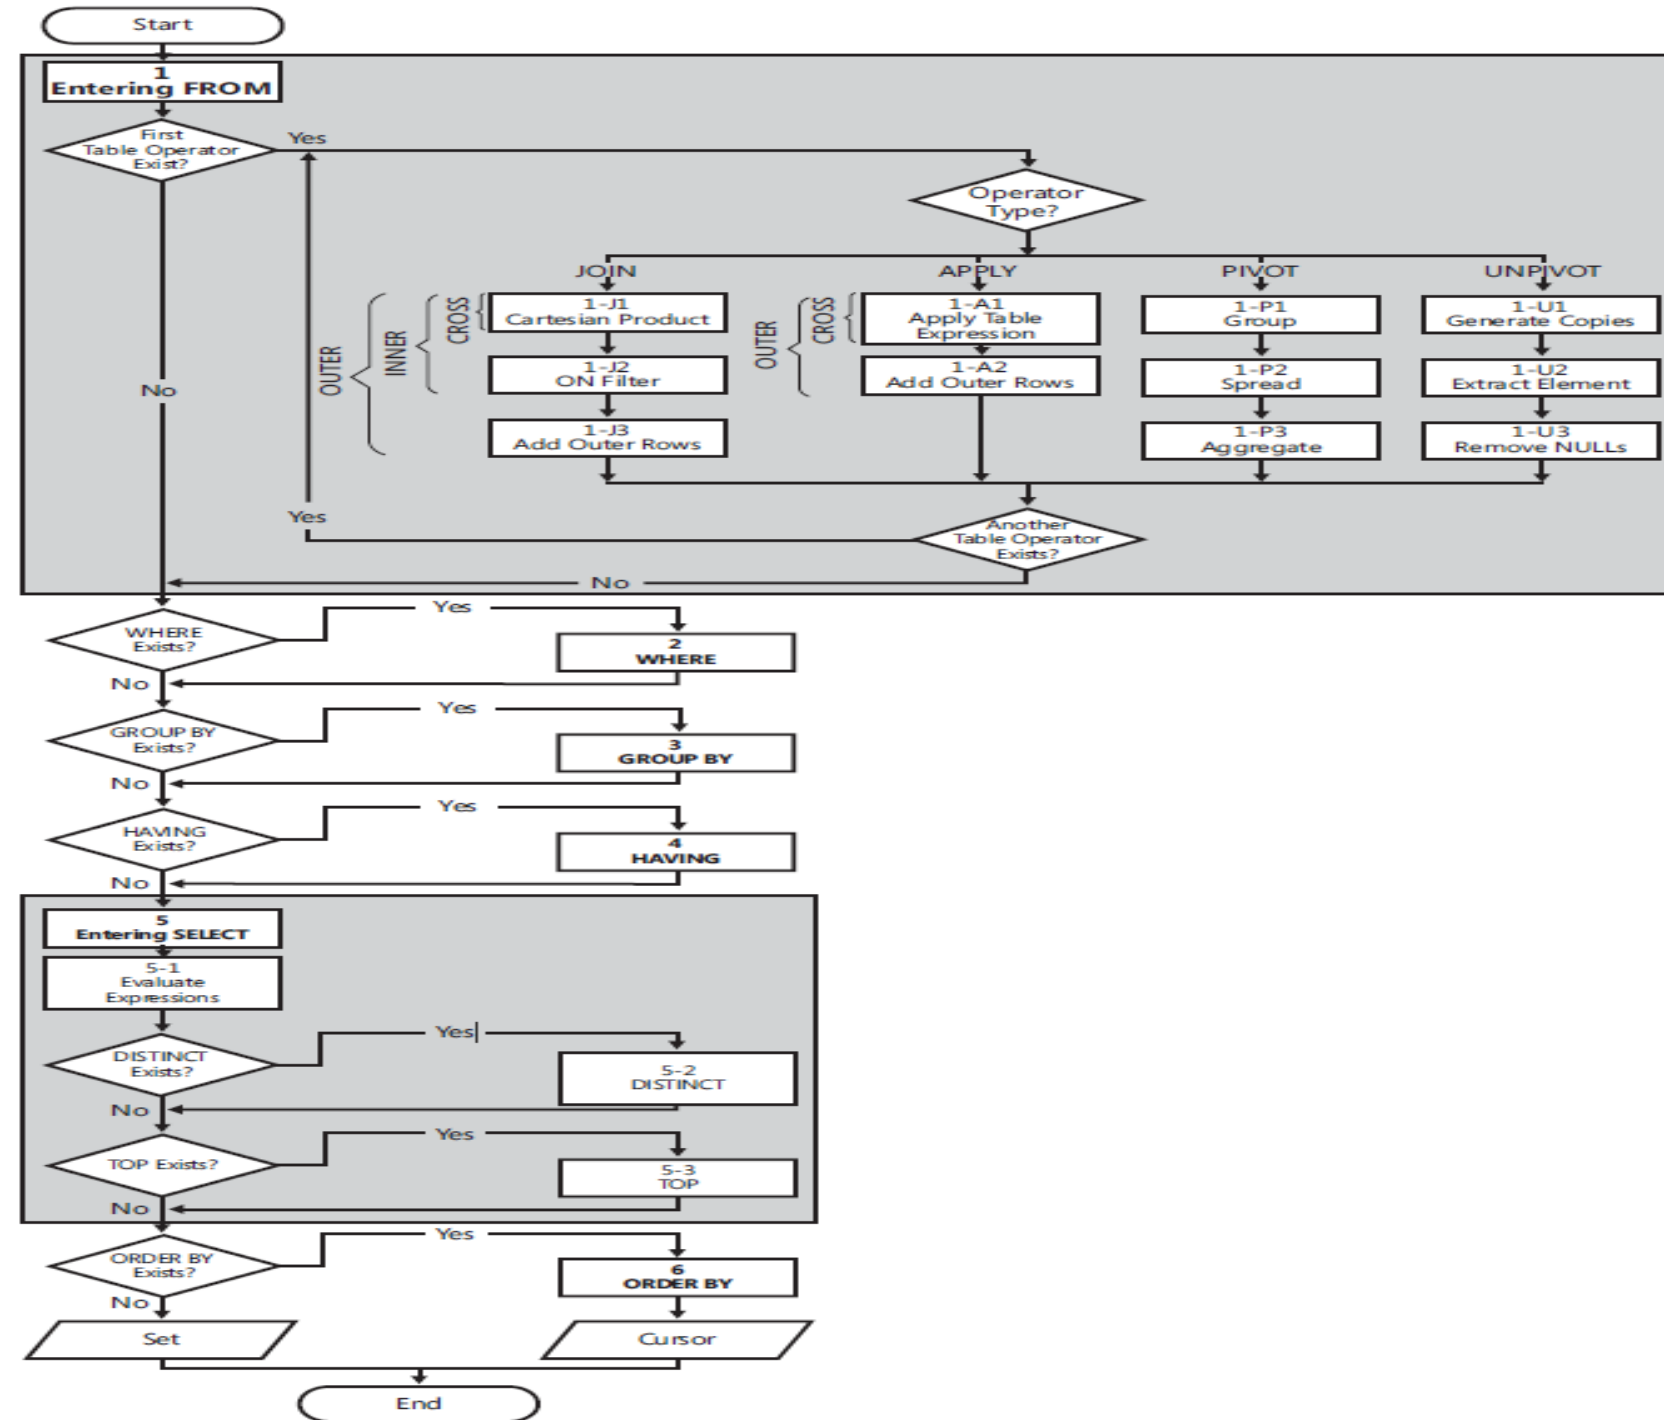 Start
1
Entering FROM
First
Table Operator
Exist?
Yes
Operator
Type?
JOIN
APPLY
PIVOT
UNPIVOT
OUTER
INNER
CROSS
1-J1
Cartesian Product
1-J2
ON Filter
1-J3
Add Outer Rows
OUTER
CROSS
1-A1
Apply Table
Expression
1-A2
Add Outer Rows
1-P1
Group
1-P2
Spread
1-P3
Aggregate
1-U1
Generate Copies
1-U2
Extract Element
1-U3
Remove NULLs
No
Yes
Another
Table Operator
Exists?
No
WHERE
Exists?
Yes
2
WHERE
No
GROUP BY
Exists?
Yes
3
GROUP BY
No
HAVING
Exists?
Yes
4
HAVING
No
5
Entering SELECT
5-1
Evaluate
Expressions
DISTINCT
Exists?
Yes
5-2
DISTINCT
No
TOP Exists?
Yes
5-3
TOP
No
ORDER BY
Exists?
Yes
6
ORDER BY
No
Set
Cursor
End